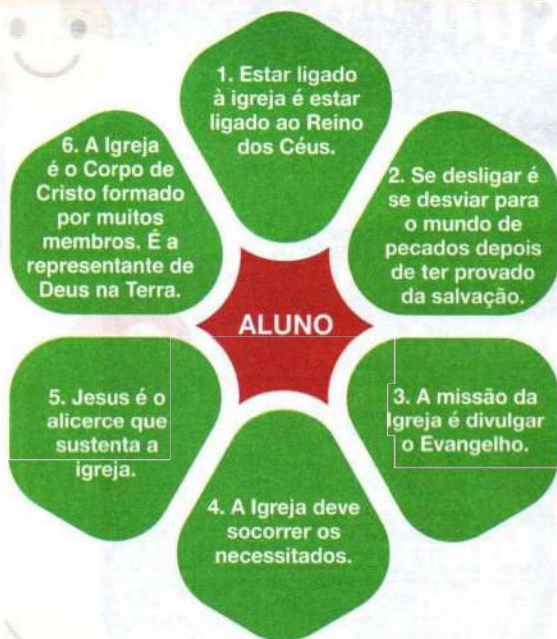 1. Estar ligado
à igreja é estar
ligado ao Reino
dos Céus.
2. Se desligar é
se desviar para
o mundo de
pecados depois
de ter provado
da salvação.
3. A missão da
Igreja é divulgar
o Evangelho.
4. A Igreja deve
socorrer os
necessitados.
5. Jesus é o
alicerce que
sustenta a
igreja.
6. A Igreja
é o Corpo de
Cristo formado
por muitos
membros. É a
representante de
Deus na Terra.
ALUNO